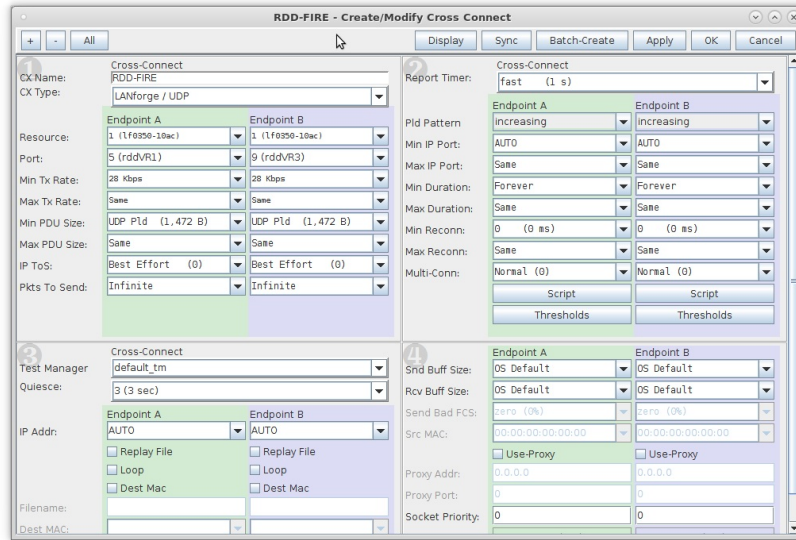 RDD-FIRE - Create/Modify Cross Connect
+ - All Display Sync Batch-Create Apply OK Cancel
1
Cross-Connect
CX Name: RDD-FIRE
CX Type: LANforge / UDP
Endpoint A Endpoint B
Resource: 1 (lf0350-10ac) 1 (lf0350-10ac)
Port: 5 (rddVR1) 9 (rddVR3)
Min Tx Rate: 28 Kbps 28 Kbps
Max Tx Rate: Same Same
Min PDU Size: UDP Pld (1,472 B) UDP Pld (1,472 B)
Max PDU Size: Same Same
IP ToS: Best Effort (0) Best Effort (0)
Pkts To Send: Infinite Infinite
2
Cross-Connect
Report Timer: fast (1 s)
Endpoint A Endpoint B
Pld Pattern increasing increasing
Min IP Port: AUTO AUTO
Max IP Port: Same Same
Min Duration: Forever Forever
Max Duration: Same Same
Min Reconn: 0 (0 ms) 0 (0 ms)
Max Reconn: Same Same
Multi-Conn: Normal (0) Normal (0)
Script Script
Thresholds Thresholds
3
Cross-Connect
Test Manager default_tm
Quiesce: 3 (3 sec)
Endpoint A Endpoint B
IP Addr: AUTO AUTO
Replay File Replay File
Loop Loop
Dest Mac Dest Mac
Filename:
Dest MAC:
4
Endpoint A Endpoint B
Snd Buff Size: OS Default OS Default
Rcv Buff Size: OS Default OS Default
Send Bad FCS: zero (0%) zero (0%)
Src MAC: 00:00:00:00:00:00 00:00:00:00:00:00
Use-Proxy Use-Proxy
Proxy Addr: 0.0.0.0 0.0.0.0
Proxy Port: 0 0
Socket Priority: 0 0